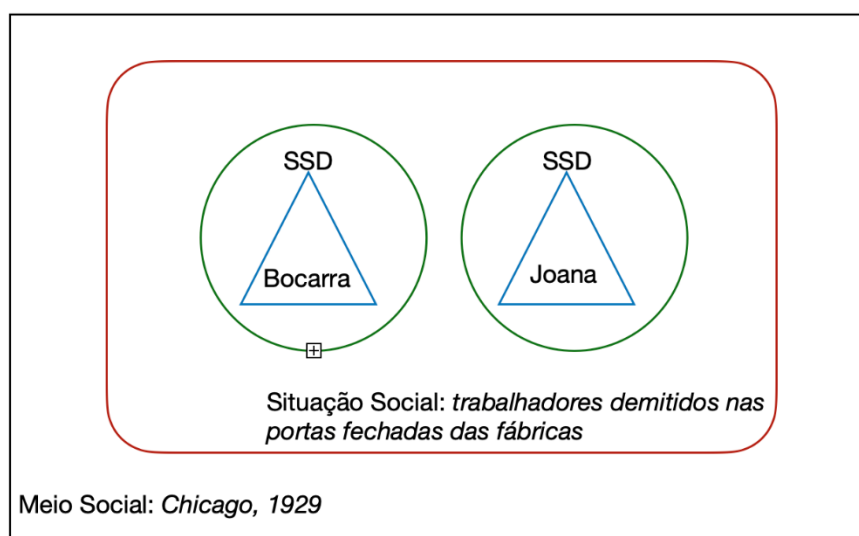 SSD
SSD
Bocarra
Joana
Situação Social: trabalhadores demitidos nas
portas fechadas das fábricas
Meio Social: Chicago, 1929